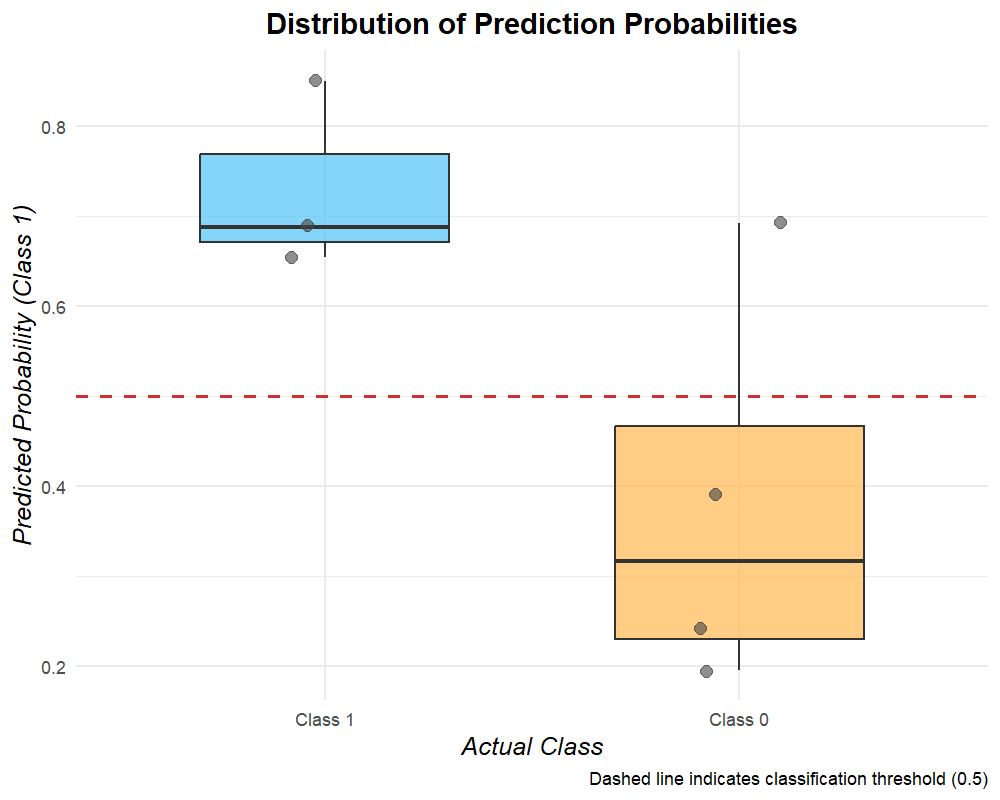 Distribution of Prediction Probabilities
Predicted Probability (Class 1)
0.8
0.6
0.4
0.2
Class 1
Class 0
Actual Class
Dashed line indicates classification threshold (0.5)